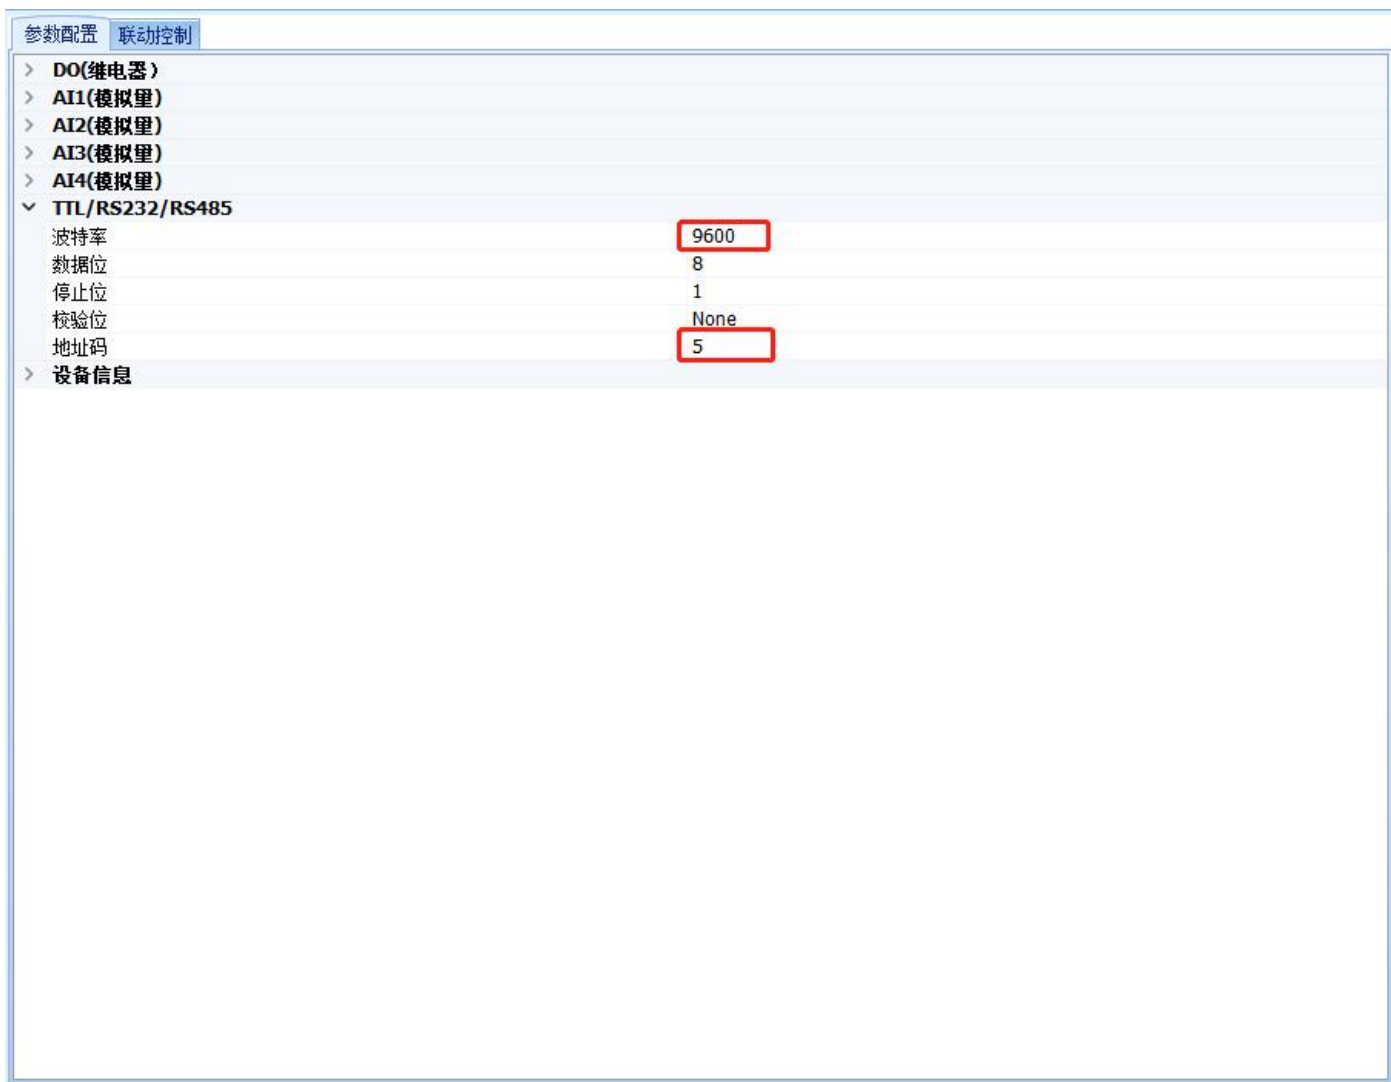 参数配置 联动控制
DO(继电器)
AI1(模拟量)
AI2(模拟量)
AI3(模拟量)
AI4(模拟量)
TTL/RS232/RS485
波特率 9600
数据位 8
停止位 1
校验位 None
地址码 5
设备信息